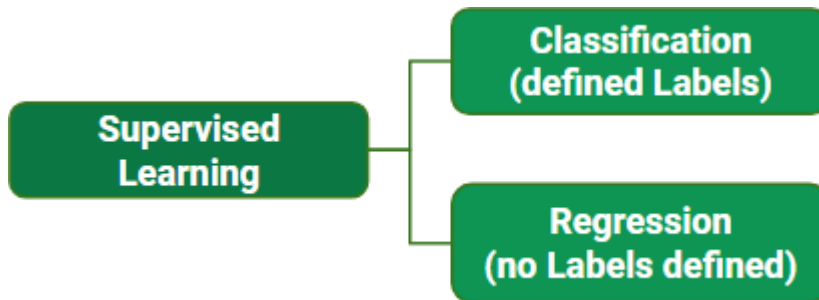 Supervised
Learning
Classification
(defined Labels)
Regression
(no Labels defined)